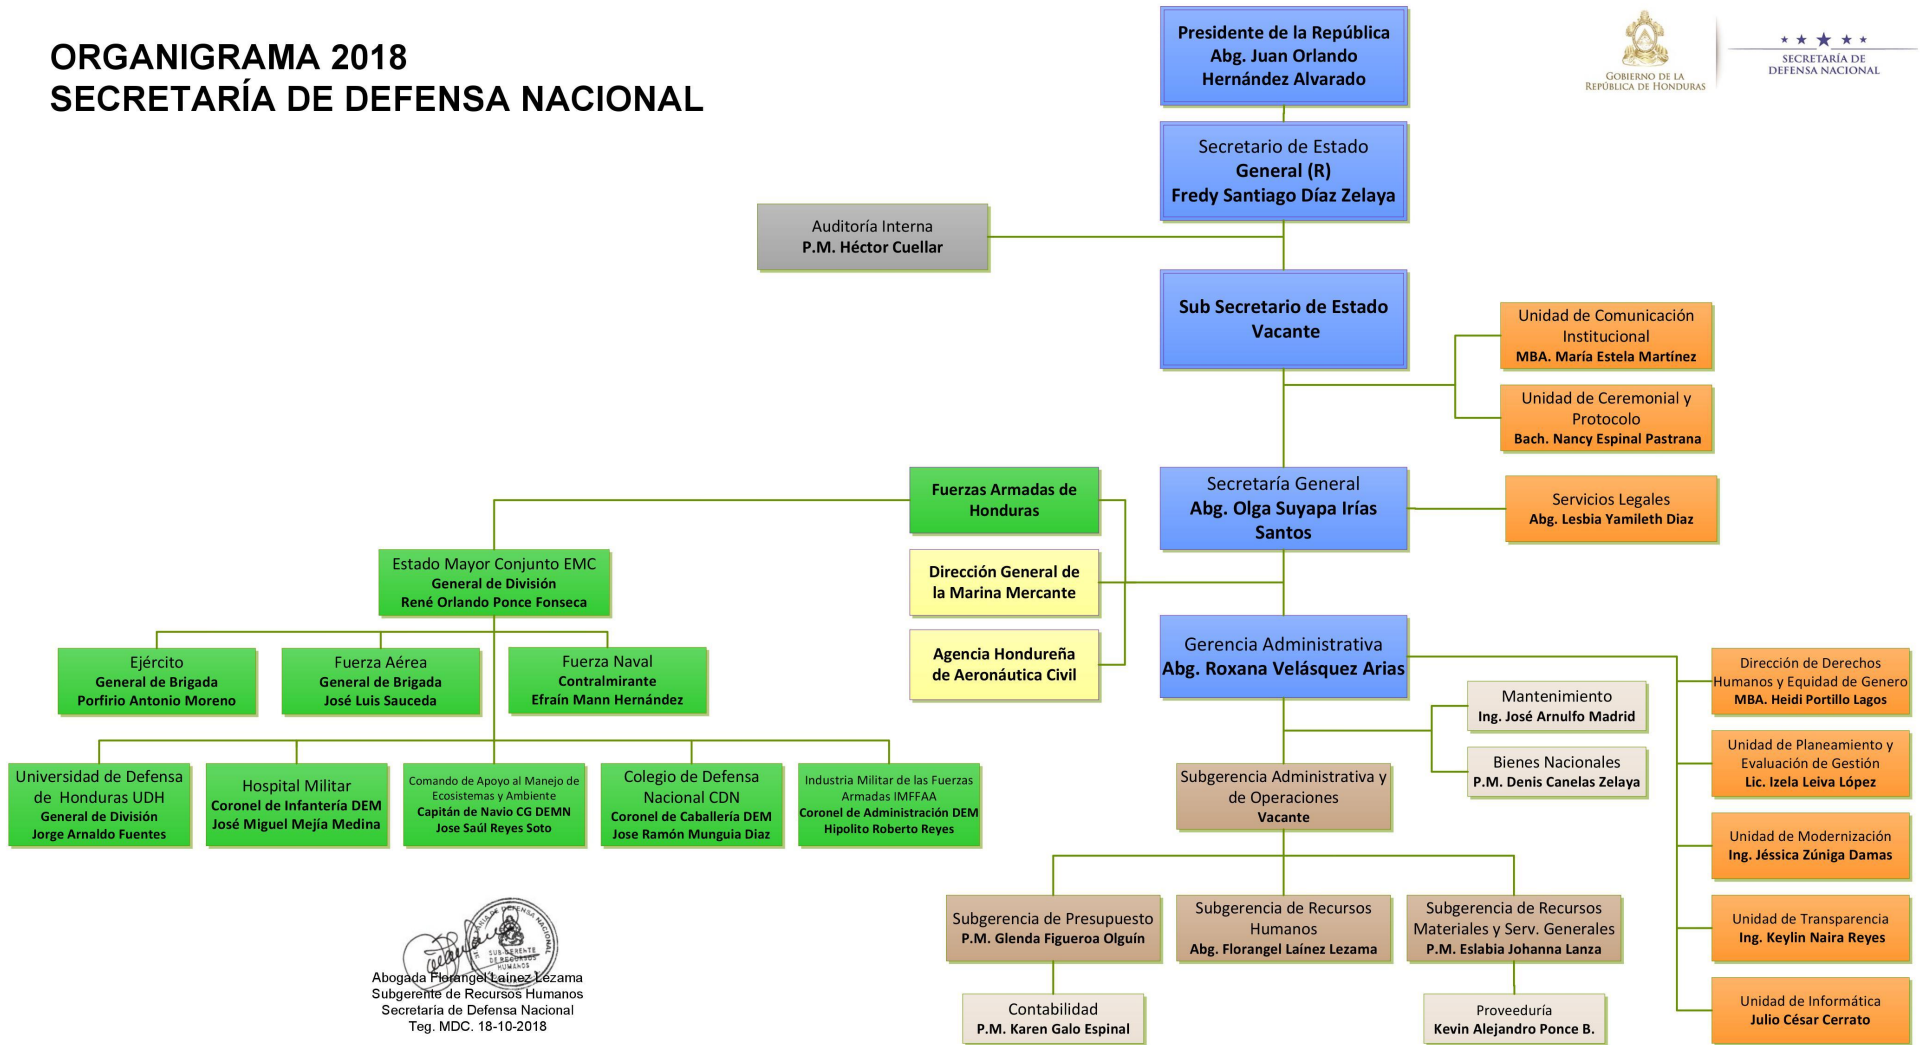 ORGANIGRAMA 2018
SECRETARÍA DE DEFENSA NACIONAL
Presidente de la República
Abg. Juan Orlando
Hernández Alvarado
GOBIERNO DE LA
REPÚBLICA DE HONDURAS
SECRETARÍA DE
DEFENSA NACIONAL
Secretario de Estado
General (R)
Fredy Santiago Díaz Zelaya
Auditoría Interna
P.M. Héctor Cuellar
Sub Secretario de Estado
Vacante
Unidad de Comunicación
Institucional
MBA. María Estela Martínez
Unidad de Ceremonial y
Protocolo
Bach. Nancy Espinal Pastrana
Fuerzas Armadas de
Honduras
Secretaría General
Abg. Olga Suyapa Irías
Santos
Servicios Legales
Abg. Lesbia Yamileth Diaz
Estado Mayor Conjunto EMC
General de División
René Orlando Ponce Fonseca
Dirección General de
la Marina Mercante
Agencia Hondureña
de Aeronáutica Civil
Gerencia Administrativa
Abg. Roxana Velásquez Arias
Ejército
General de Brigada
Porfirio Antonio Moreno
Fuerza Aérea
General de Brigada
José Luis Sauceda
Fuerza Naval
Contralmirante
Efraín Mann Hernández
Dirección de Derechos
Humanos y Equidad de Genero
MBA. Heidi Portillo Lagos
Mantenimiento
Ing. José Arnulfo Madrid
Bienes Nacionales
P.M. Denis Canelas Zelaya
Unidad de Planeamiento y
Evaluación de Gestión
Lic. Izela Leiva López
Universidad de Defensa
de Honduras UDH
General de División
Jorge Arnaldo Fuentes
Hospital Militar
Coronel de Infantería DEM
José Miguel Mejía Medina
Comando de Apoyo al Manejo de
Ecosistemas y Ambiente
Capitán de Navio CG DEMN
Jose Saúl Reyes Soto
Colegio de Defensa
Nacional CDN
Coronel de Caballería DEM
Jose Ramón Munguia Diaz
Industria Militar de las Fuerzas
Armadas IMFFAA
Coronel de Administración DEM
Hipolito Roberto Reyes
Subgerencia Administrativa y
de Operaciones
Vacante
Unidad de Modernización
Ing. Jéssica Zúniga Damas
Subgerencia de Presupuesto
P.M. Glenda Figueroa Olguín
Subgerencia de Recursos
Humanos
Abg. Florangel Laínez Lezama
Subgerencia de Recursos
Materiales y Serv. Generales
P.M. Eslabia Johanna Lanza
Unidad de Transparencia
Ing. Keylin Naira Reyes
Contabilidad
P.M. Karen Galo Espinal
Proveeduría
Kevin Alejandro Ponce B.
Unidad de Informática
Julio César Cerrato
DE DEFENSA NACIONAL
SUB-GERENTE
DE RECURSOS
HUMANOS
Abogada Florangel Laínez Lezama
Subgerente de Recursos Humanos
Secretaría de Defensa Nacional
Teg. MDC. 18-10-2018